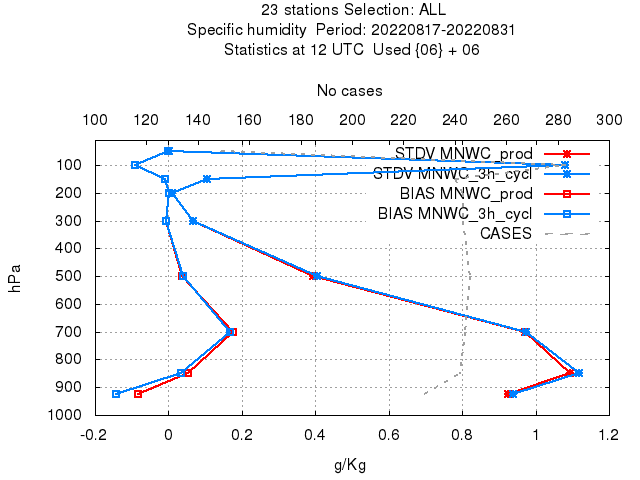 23 stations Selection: ALL
Specific humidity  Period: 20220817-20220831
Statistics at 12 UTC  Used {06} + 06
No cases
100 120 140 160 180 200 220 240 260 280 300
STDV MNWC_prod
STDV MNWC_3h_cycl
BIAS MNWC_prod
BIAS MNWC_3h_cycl
CASES
hPa
100
200
300
400
500
600
700
800
900
1000
-0.2 0 0.2 0.4 0.6 0.8 1 1.2
g/Kg